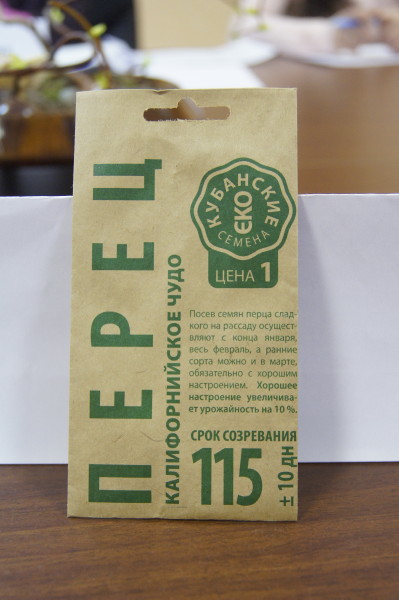 ПЕРЕЦ
КАЛИФОРНИЙСКОЕ ЧУДО
КУБАНСКИЕ
ЭКО
СЕМЕНА
ЦЕНА 1
Посев семян перца слад-
кого на рассаду осущест-
вляют с конца января,
весь февраль, а ранние
сорта можно и в марте,
обязательно с хорошим
настроением. Хорошее
настроение увеличива-
ет урожайность на 10 %.
СРОК СОЗРЕВАНИЯ
115
± 10 дн